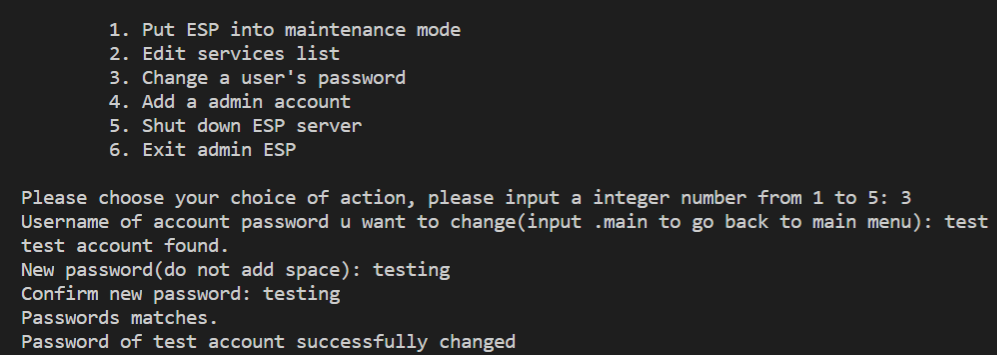 1. Put ESP into maintenance mode
2. Edit services list
3. Change a user's password
4. Add a admin account
5. Shut down ESP server
6. Exit admin ESP
Please choose your choice of action, please input a integer number from 1 to 5: 3
Username of account password u want to change(input .main to go back to main menu): test
test account found.
New password(do not add space): testing
Confirm new password: testing
Passwords matches.
Password of test account successfully changed